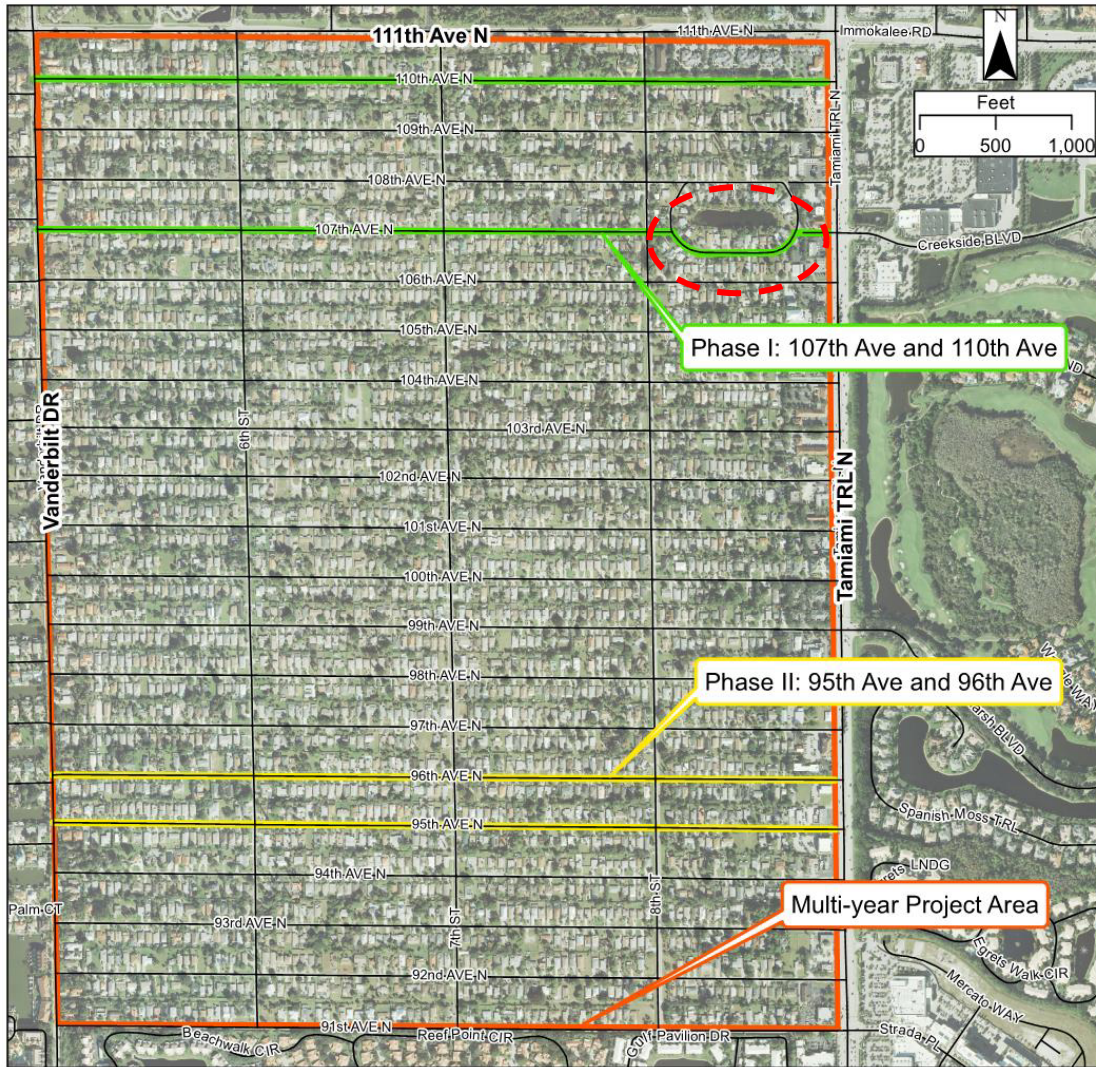 111th Ave N
111th AVE N
Immokalee RD
N
110th AVE N
Feet
0 500 1,000
109th AVE N
Tamiami TRL N
108th AVE N
107th AVE N
Creekside BLVD
106th AVE N
105th AVE N
Phase I: 107th Ave and 110th Ave
104th AVE N
Vanderbilt DR
6th ST
103rd AVE N
102nd AVE N
Tamiami TRL N
101st AVE N
100th AVE N
99th AVE N
98th AVE N
WAY
Phase II: 95th Ave and 96th Ave
97th AVE N
BLVD
96th AVE N
95th AVE N
Spanish Moss TRL
94th AVE N
LNDG
8th ST
Multi-year Project Area
Palm CT
93rd AVE N
7th ST
92nd AVE N
Egrets Walk CIR
Mercato WAY
91st AVE N
Beachwalk CIR
Reef Point CIR
Gulf Pavilion DR
Strada PL